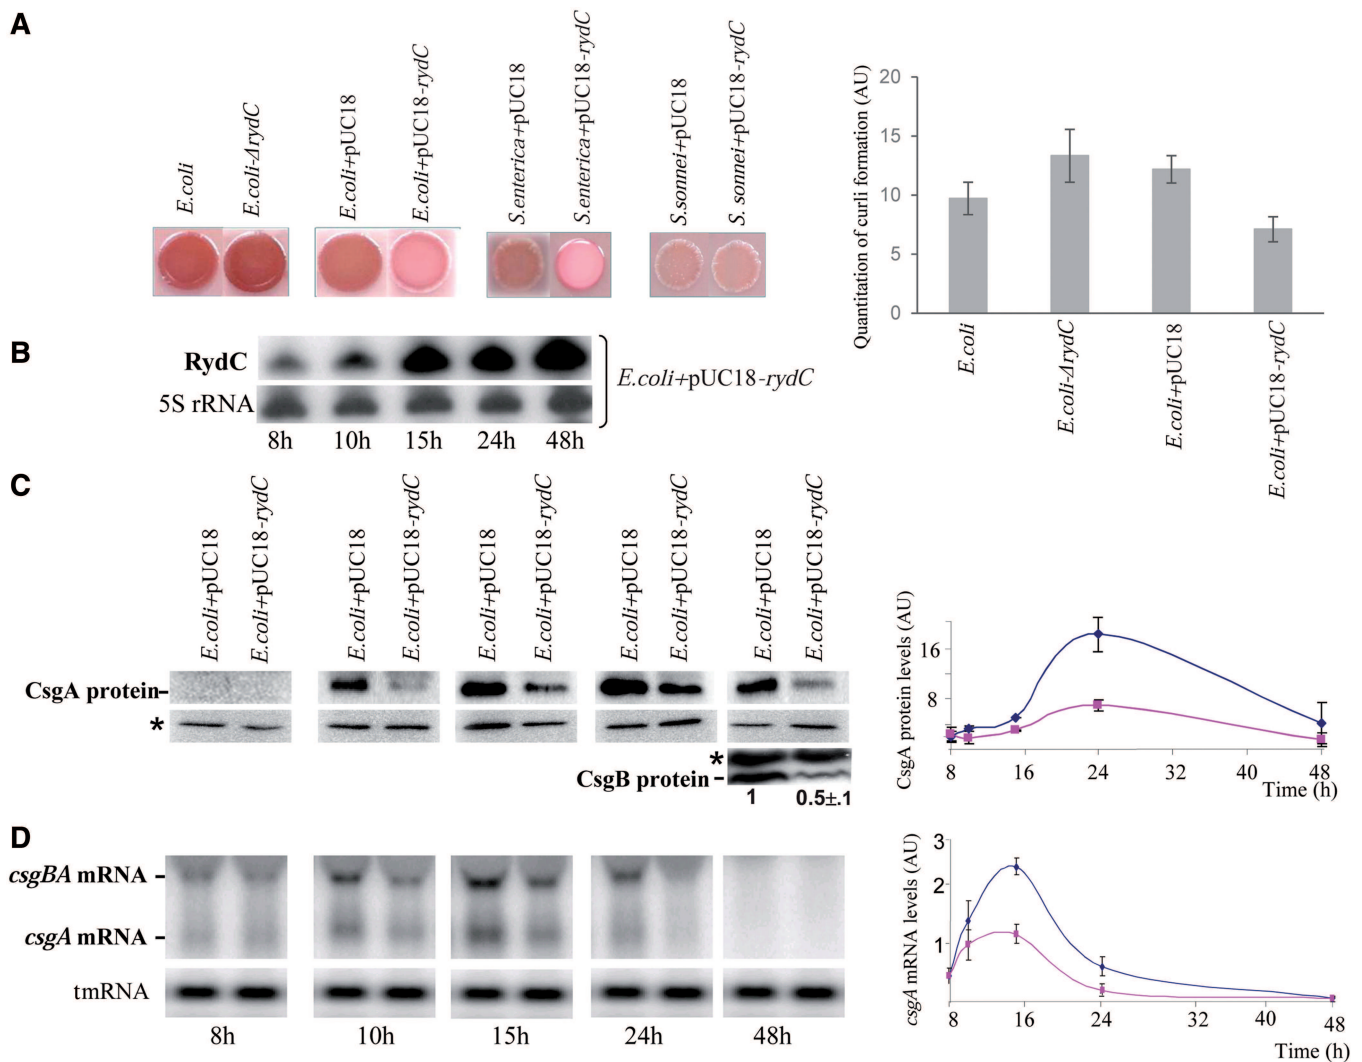 A
E.coli
E.coli-ΔrydC
E.coli+pUC18
E.coli+pUC18-rydC
S.enterica+pUC18
S.enterica+pUC18-rydC
S.sonnei+pUC18
S. sonnei+pUC18-rydC
Quantitation of curli formation (AU)
20
15
10
5
0
E.coli
E.coli-ΔrydC
E.coli+pUC18
E.coli+pUC18-rydC
B
RydC
5S rRNA
E.coli+pUC18-rydC
8h 10h 15h 24h 48h
C
E.coli+pUC18
E.coli+pUC18-rydC
E.coli+pUC18
E.coli+pUC18-rydC
E.coli+pUC18
E.coli+pUC18-rydC
E.coli+pUC18
E.coli+pUC18-rydC
E.coli+pUC18
E.coli+pUC18-rydC
CsgA protein-
*
*
CsgB protein -
1 0.5±.1
CsgA protein levels (AU)
16
8
8 16 24 32 40 48
Time (h)
D
csgBA mRNA -
csgA mRNA -
tmRNA
8h 10h 15h 24h 48h
csgA mRNA levels (AU)
3
2
1
8 16 24 32 40 48
Time (h)